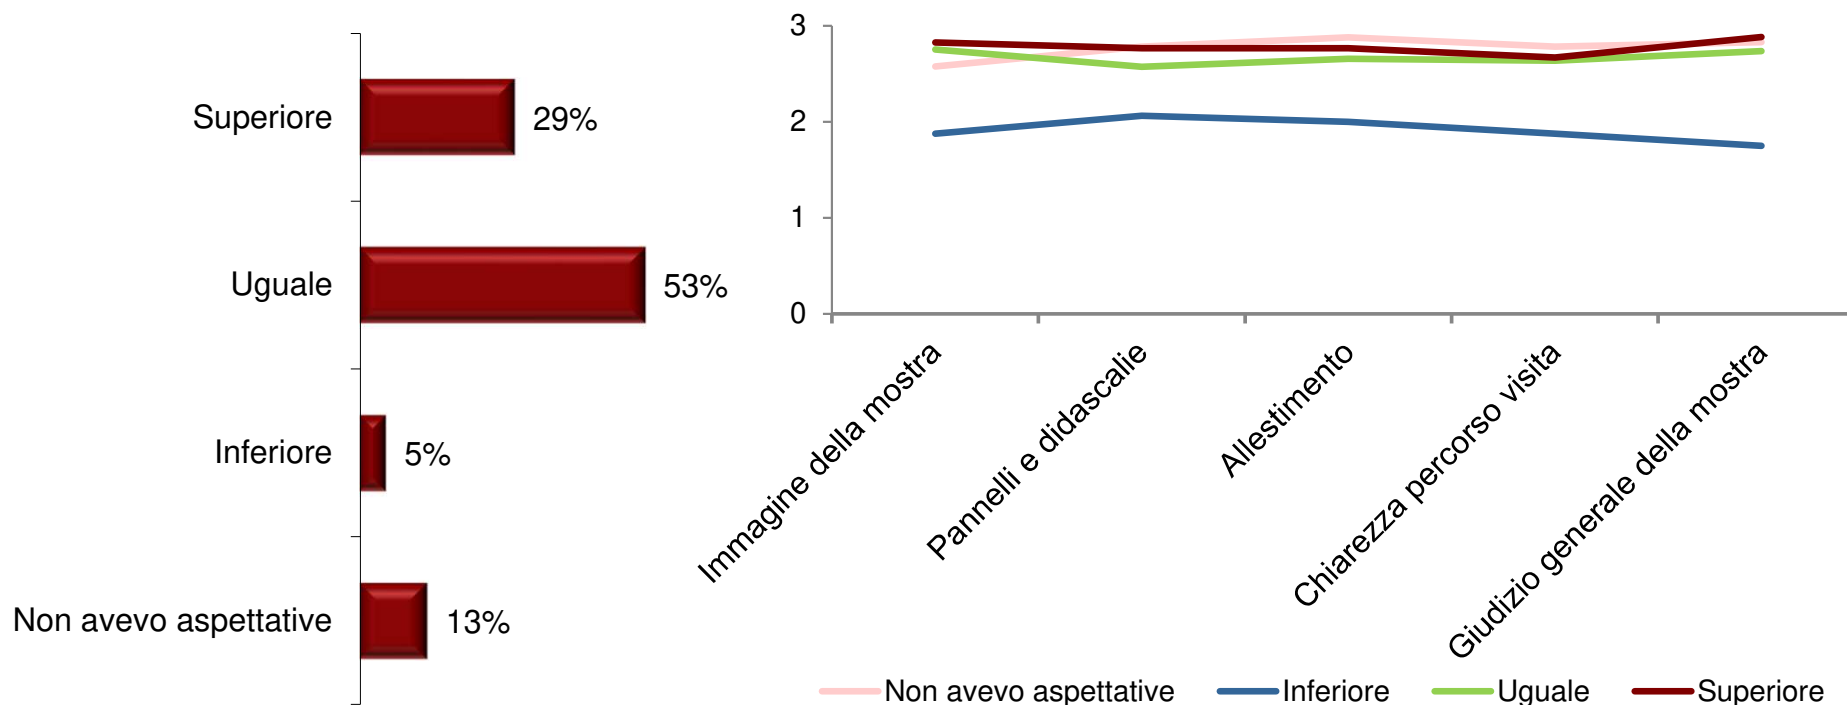 Superiore
29%
Uguale
53%
Inferiore
5%
Non avevo aspettative
13%
3
2
1
0
Immagine della mostra
Pannelli e didascalie
Allestimento
Chiarezza percorso visita
Giudizio generale della mostra
Non avevo aspettative
Inferiore
Uguale
Superiore